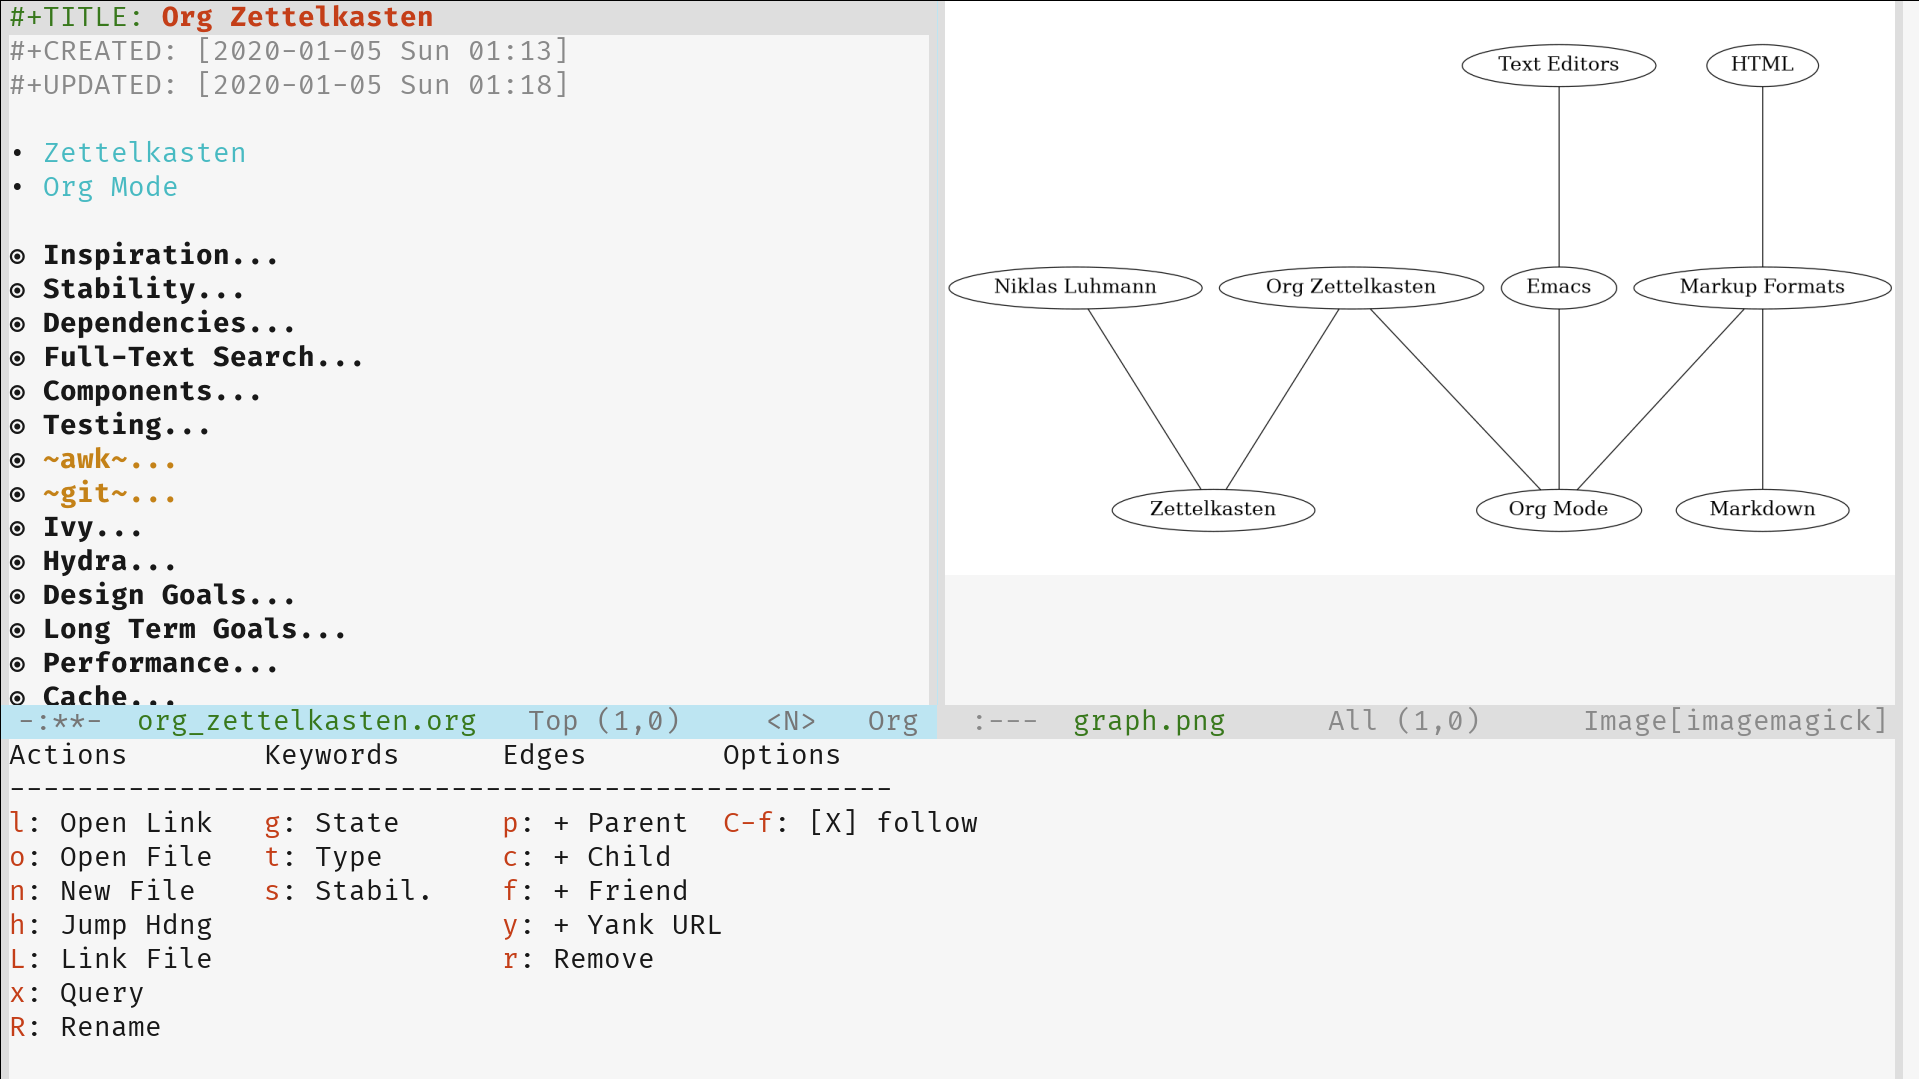 #+TITLE: Org Zettelkasten
#+CREATED: [2020-01-05 Sun 01:13]
#+UPDATED: [2020-01-05 Sun 01:18]
• Zettelkasten
• Org Mode
⊙ Inspiration...
⊙ Stability...
⊙ Dependencies...
⊙ Full-Text Search...
⊙ Components...
⊙ Testing...
⊙ ~awk~...
⊙ ~git~...
⊙ Ivy...
⊙ Hydra...
⊙ Design Goals...
⊙ Long Term Goals...
⊙ Performance...
⊙ Cache...
-:**-  org_zettelkasten.org   Top (1,0)     <N>   Org
Text Editors HTML
Niklas Luhmann Org Zettelkasten Emacs Markup Formats
Zettelkasten Org Mode Markdown
:---  graph.png      All (1,0)      Image[imagemagick]
Actions        Keywords      Edges        Options
----------------------------------------------------
l: Open Link   g: State      p: + Parent  C-f: [X] follow
o: Open File   t: Type       c: + Child
n: New File    s: Stabil.    f: + Friend
h: Jump Hdng                 y: + Yank URL
L: Link File                 r: Remove
x: Query
R: Rename